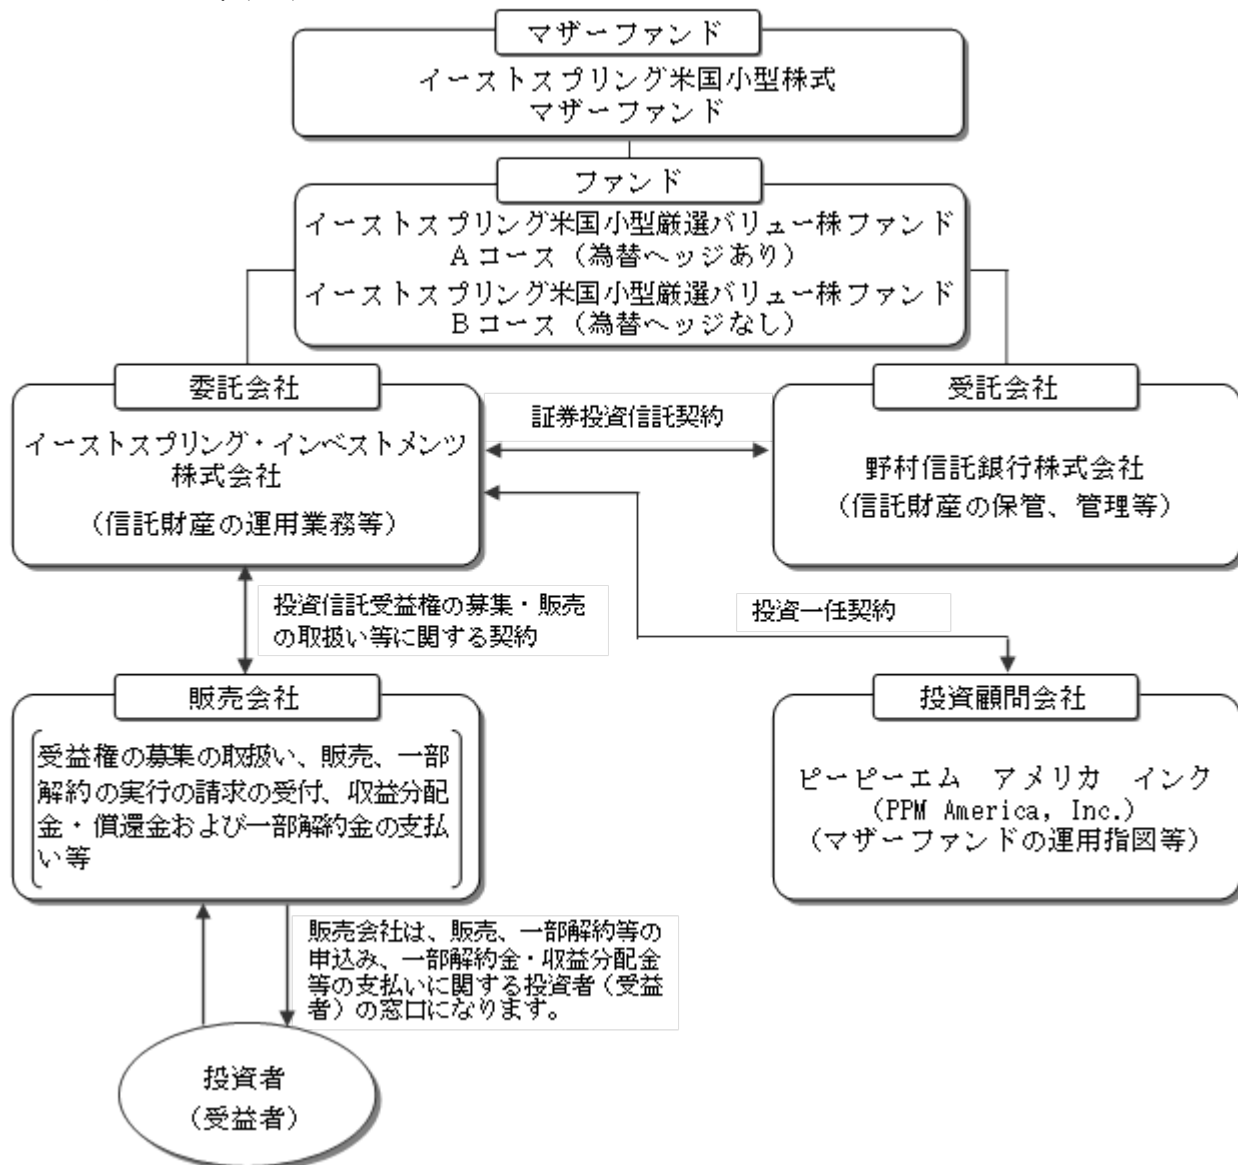 マザーファンド
イーストスプリング米国小型株式
マザーファンド
ファンド
イーストスプリング米国小型厳選バリュー株ファンド
Aコース（為替ヘッジあり）
イーストスプリング米国小型厳選バリュー株ファンド
Bコース（為替ヘッジなし）
委託会社
イーストスプリング・インベストメンツ
株式会社
（信託財産の運用業務等）
証券投資信託契約
受託会社
野村信託銀行株式会社
（信託財産の保管、管理等）
投資信託受益権の募集・販売
の取扱い等に関する契約
投資一任契約
販売会社
受益権の募集の取扱い、販売、一部
解約の実行の請求の受付、収益分配
金・償還金および一部解約金の支払
い等
投資顧問会社
ピーピーエム　アメリカ　インク
(PPM America, Inc.)
（マザーファンドの運用指図等）
販売会社は、販売、一部解約等の
申込み、一部解約金・収益分配金
等の支払いに関する投資者（受益
者）の窓口になります。
投資者
（受益者）